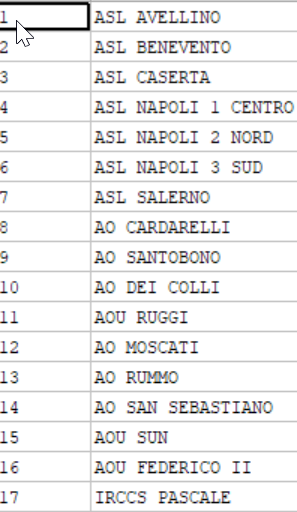 1 ASL AVELLINO
2 ASL BENEVENTO
3 ASL CASERTA
4 ASL NAPOLI 1 CENTRO
5 ASL NAPOLI 2 NORD
6 ASL NAPOLI 3 SUD
7 ASL SALERNO
8 AO CARDARELLI
9 AO SANTOBONO
10 AO DEI COLLI
11 AOU RUGGI
12 AO MOSCATI
13 AO RUMMO
14 AO SAN SEBASTIANO
15 AOU SUN
16 AOU FEDERICO II
17 IRCCS PASCALE